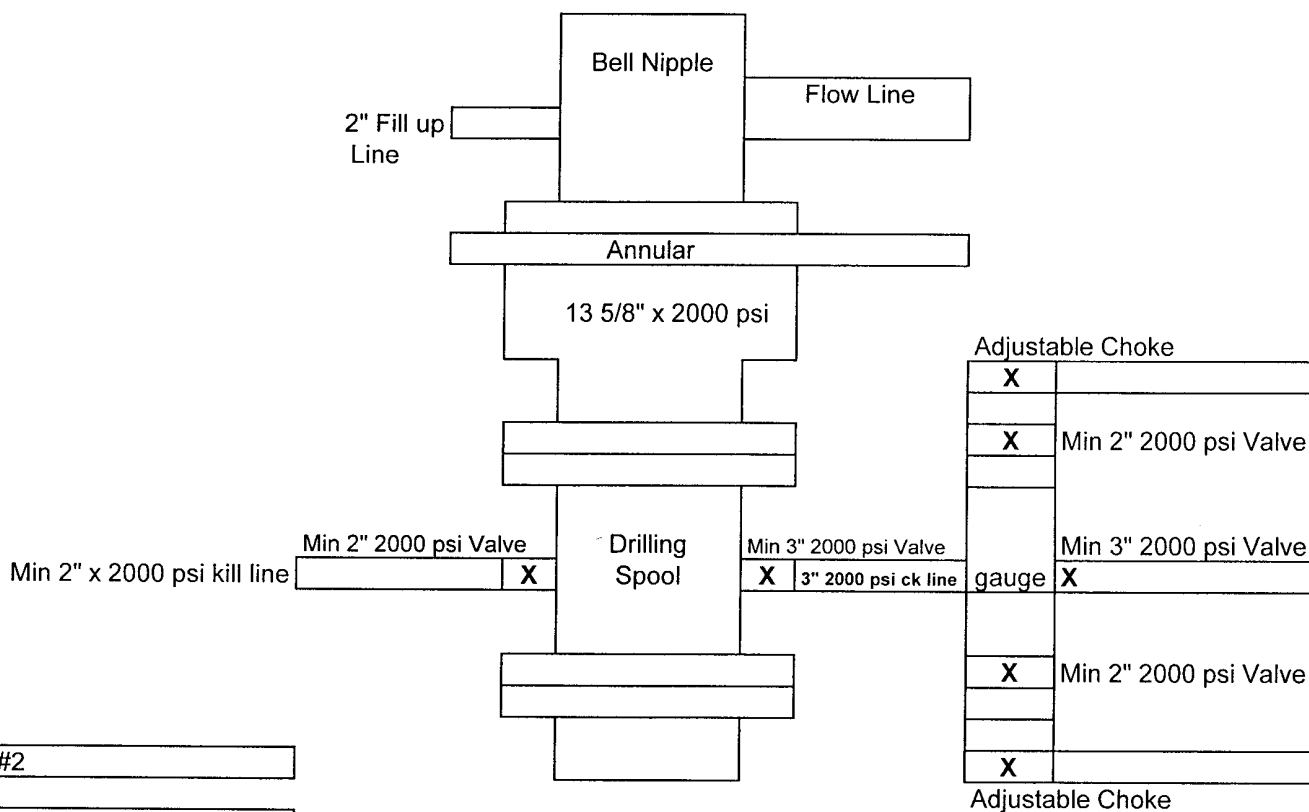 Bell Nipple
Flow Line
2" Fill up
Line
Annular
13 5/8" x 2000 psi
Adjustable Choke
X
X Min 2" 2000 psi Valve
Min 2" 2000 psi Valve
Drilling
Spool
Min 3" 2000 psi Valve
Min 3" 2000 psi Valve
Min 2" x 2000 psi kill line
X
X
3" 2000 psi ck line
gauge
X
X Min 2" 2000 psi Valve
#2
X
Adjustable Choke